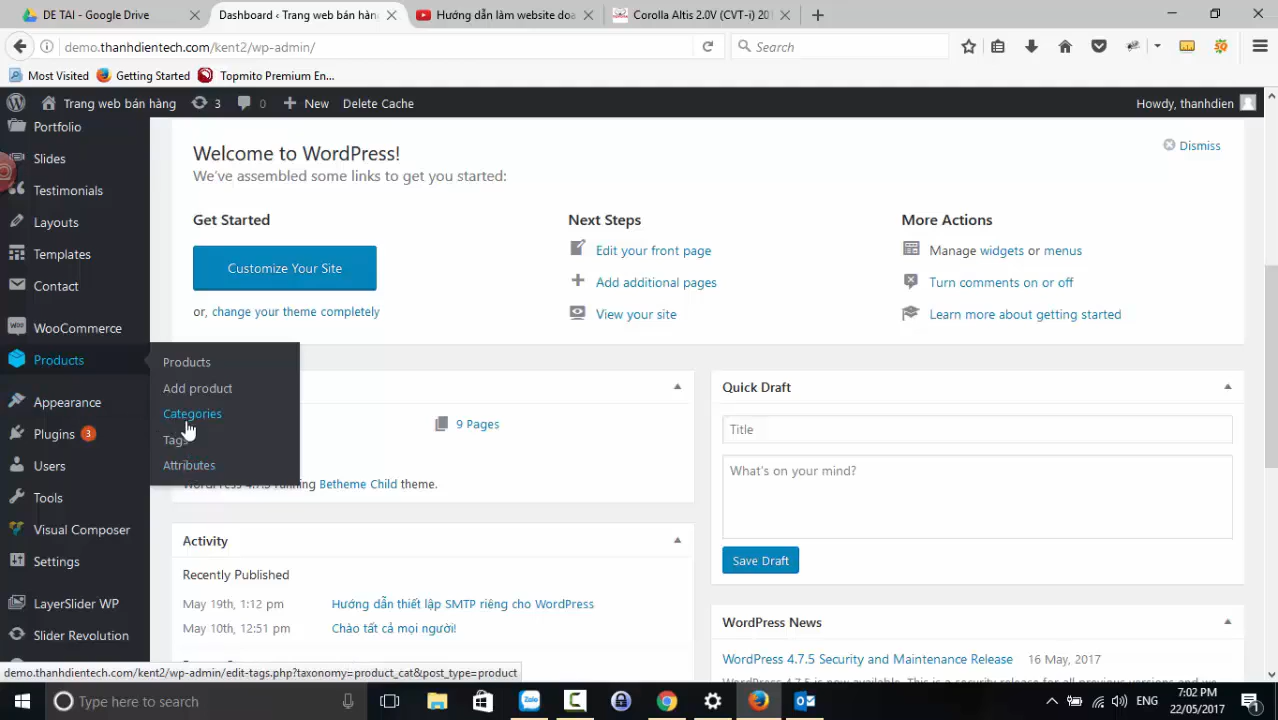 DE TAI - Google Drive
Dashboard ‹ Trang web bán hàn
Hướng dẫn làm website doa
Corolla Altis 2.0V (CVT-i) 201
demo.thanhdientech.com/kent2/wp-admin/
Search
Most Visited
Getting Started
Topmito Premium En...
Trang web bán hàng
3
0
New
Delete Cache
Howdy, thanhdien
Portfolio
Slides
Testimonials
Layouts
Templates
Contact
WooCommerce
Products
Appearance
Plugins 3
Users
Tools
Visual Composer
Settings
LayerSlider WP
Slider Revolution
Products
Add product
Categories
Tags
Attributes
Welcome to WordPress!
We've assembled some links to get you started:
Dismiss
Get Started
Customize Your Site
or, change your theme completely
Next Steps
Edit your front page
Add additional pages
View your site
More Actions
Manage widgets or menus
Turn comments on or off
Learn more about getting started
9 Pages
WordPress 4.7.5 running Betheme Child theme.
Activity
Recently Published
May 19th, 1:12 pm Hướng dẫn thiết lập SMTP riêng cho WordPress
May 10th, 12:51 pm Chào tất cả mọi người!
Quick Draft
Title
What's on your mind?
Save Draft
WordPress News
WordPress 4.7.5 Security and Maintenance Release 16 May, 2017
demo.thanhdientech.com/kent2/wp-admin/edit-tags.php?taxonomy=product_cat&post_type=product
Type here to search
Zalo
ENG
7:02 PM
22/05/2017
1